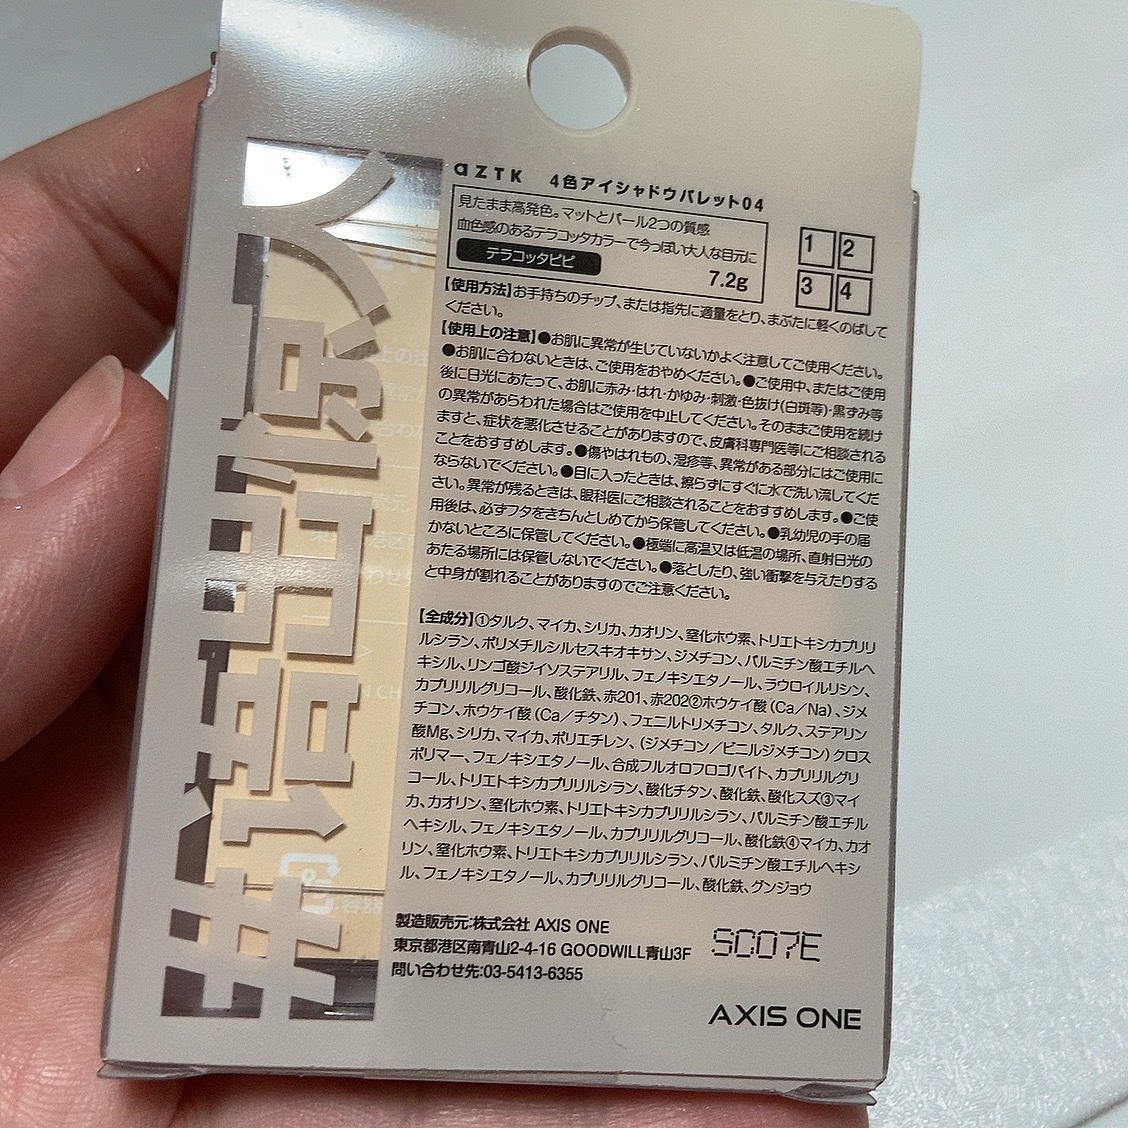 aZTK 4色アイシャドウパレット04
見たまま高発色。マットとパール2つの質感
血色感のあるテラコッタカラーで今っぽい大人な目元に
テラコッタビビ
7.2g
1 2
3 4
【使用方法】お手持ちのチップ、または指先に適量をとり、まぶたに軽くのばして
ください。
【使用上の注意】●お肌に異常が生じていないかよく注意してご使用ください。
●お肌に合わないときは、ご使用をおやめください。●ご使用中、またはご使用
後に日光にあたって、お肌に赤み・はれ・かゆみ・刺激・色抜け(白斑等)・黒ずみ等
の異常があらわれた場合はご使用を中止してください。そのままご使用を続け
ますと、症状を悪化させることがありますので、皮膚科専門医等にご相談される
ことをおすすめします。●傷やはれもの、湿疹等、異常がある部分にはご使用に
ならないでください。●目に入ったときは、擦らずにすぐに水で洗い流してくだ
さい。異常が残るときは、眼科医にご相談されることをおすすめします。●ご使
用後は、必ずフタをきちんとしめてから保管してください。●乳幼児の手の届
かないところに保管してください。●極端に高温又は低温の場所、直射日光の
あたる場所には保管しないでください。●落としたり、強い衝撃を与えたりする
と中身が割れることがありますのでご注意ください。
【全成分】①タルク、マイカ、シリカ、カオリン、窒化ホウ素、トリエトキシカプリリ
ルシラン、ポリメチルシルセスキオキサン、ジメチコン、パルミチン酸エチルヘ
キシル、リンゴ酸ジイソステアリル、フェノキシエタノール、ラウロイルリシン、
カプリリルグリコール、酸化鉄、赤201、赤202②ホウケイ酸(Ca/Na)、ジメ
チコン、ホウケイ酸(Ca/チタン)、フェニルトリメチコン、タルク、ステアリン
酸Mg、シリカ、マイカ、ポリエチレン、(ジメチコン/ビニルジメチコン)クロス
ポリマー、フェノキシエタノール、合成フルオロフロゴパイト、カプリリルグリ
コール、トリエトキシカプリリルシラン、酸化チタン、酸化鉄、酸化スズ③マイ
カ、カオリン、窒化ホウ素、トリエトキシカプリリルシラン、パルミチン酸エチル
ヘキシル、フェノキシエタノール、カプリリルグリコール、酸化鉄④マイカ、カオ
リン、窒化ホウ素、トリエトキシカプリリルシラン、パルミチン酸エチルヘキシ
ル、フェノキシエタノール、カプリリルグリコール、酸化鉄、グンジョウ
製造販売元:株式会社 AXIS ONE
東京都港区南青山2-4-16 GOODWILL青山3F
問い合わせ先:03-5413-6355
SC07E
AXIS ONE